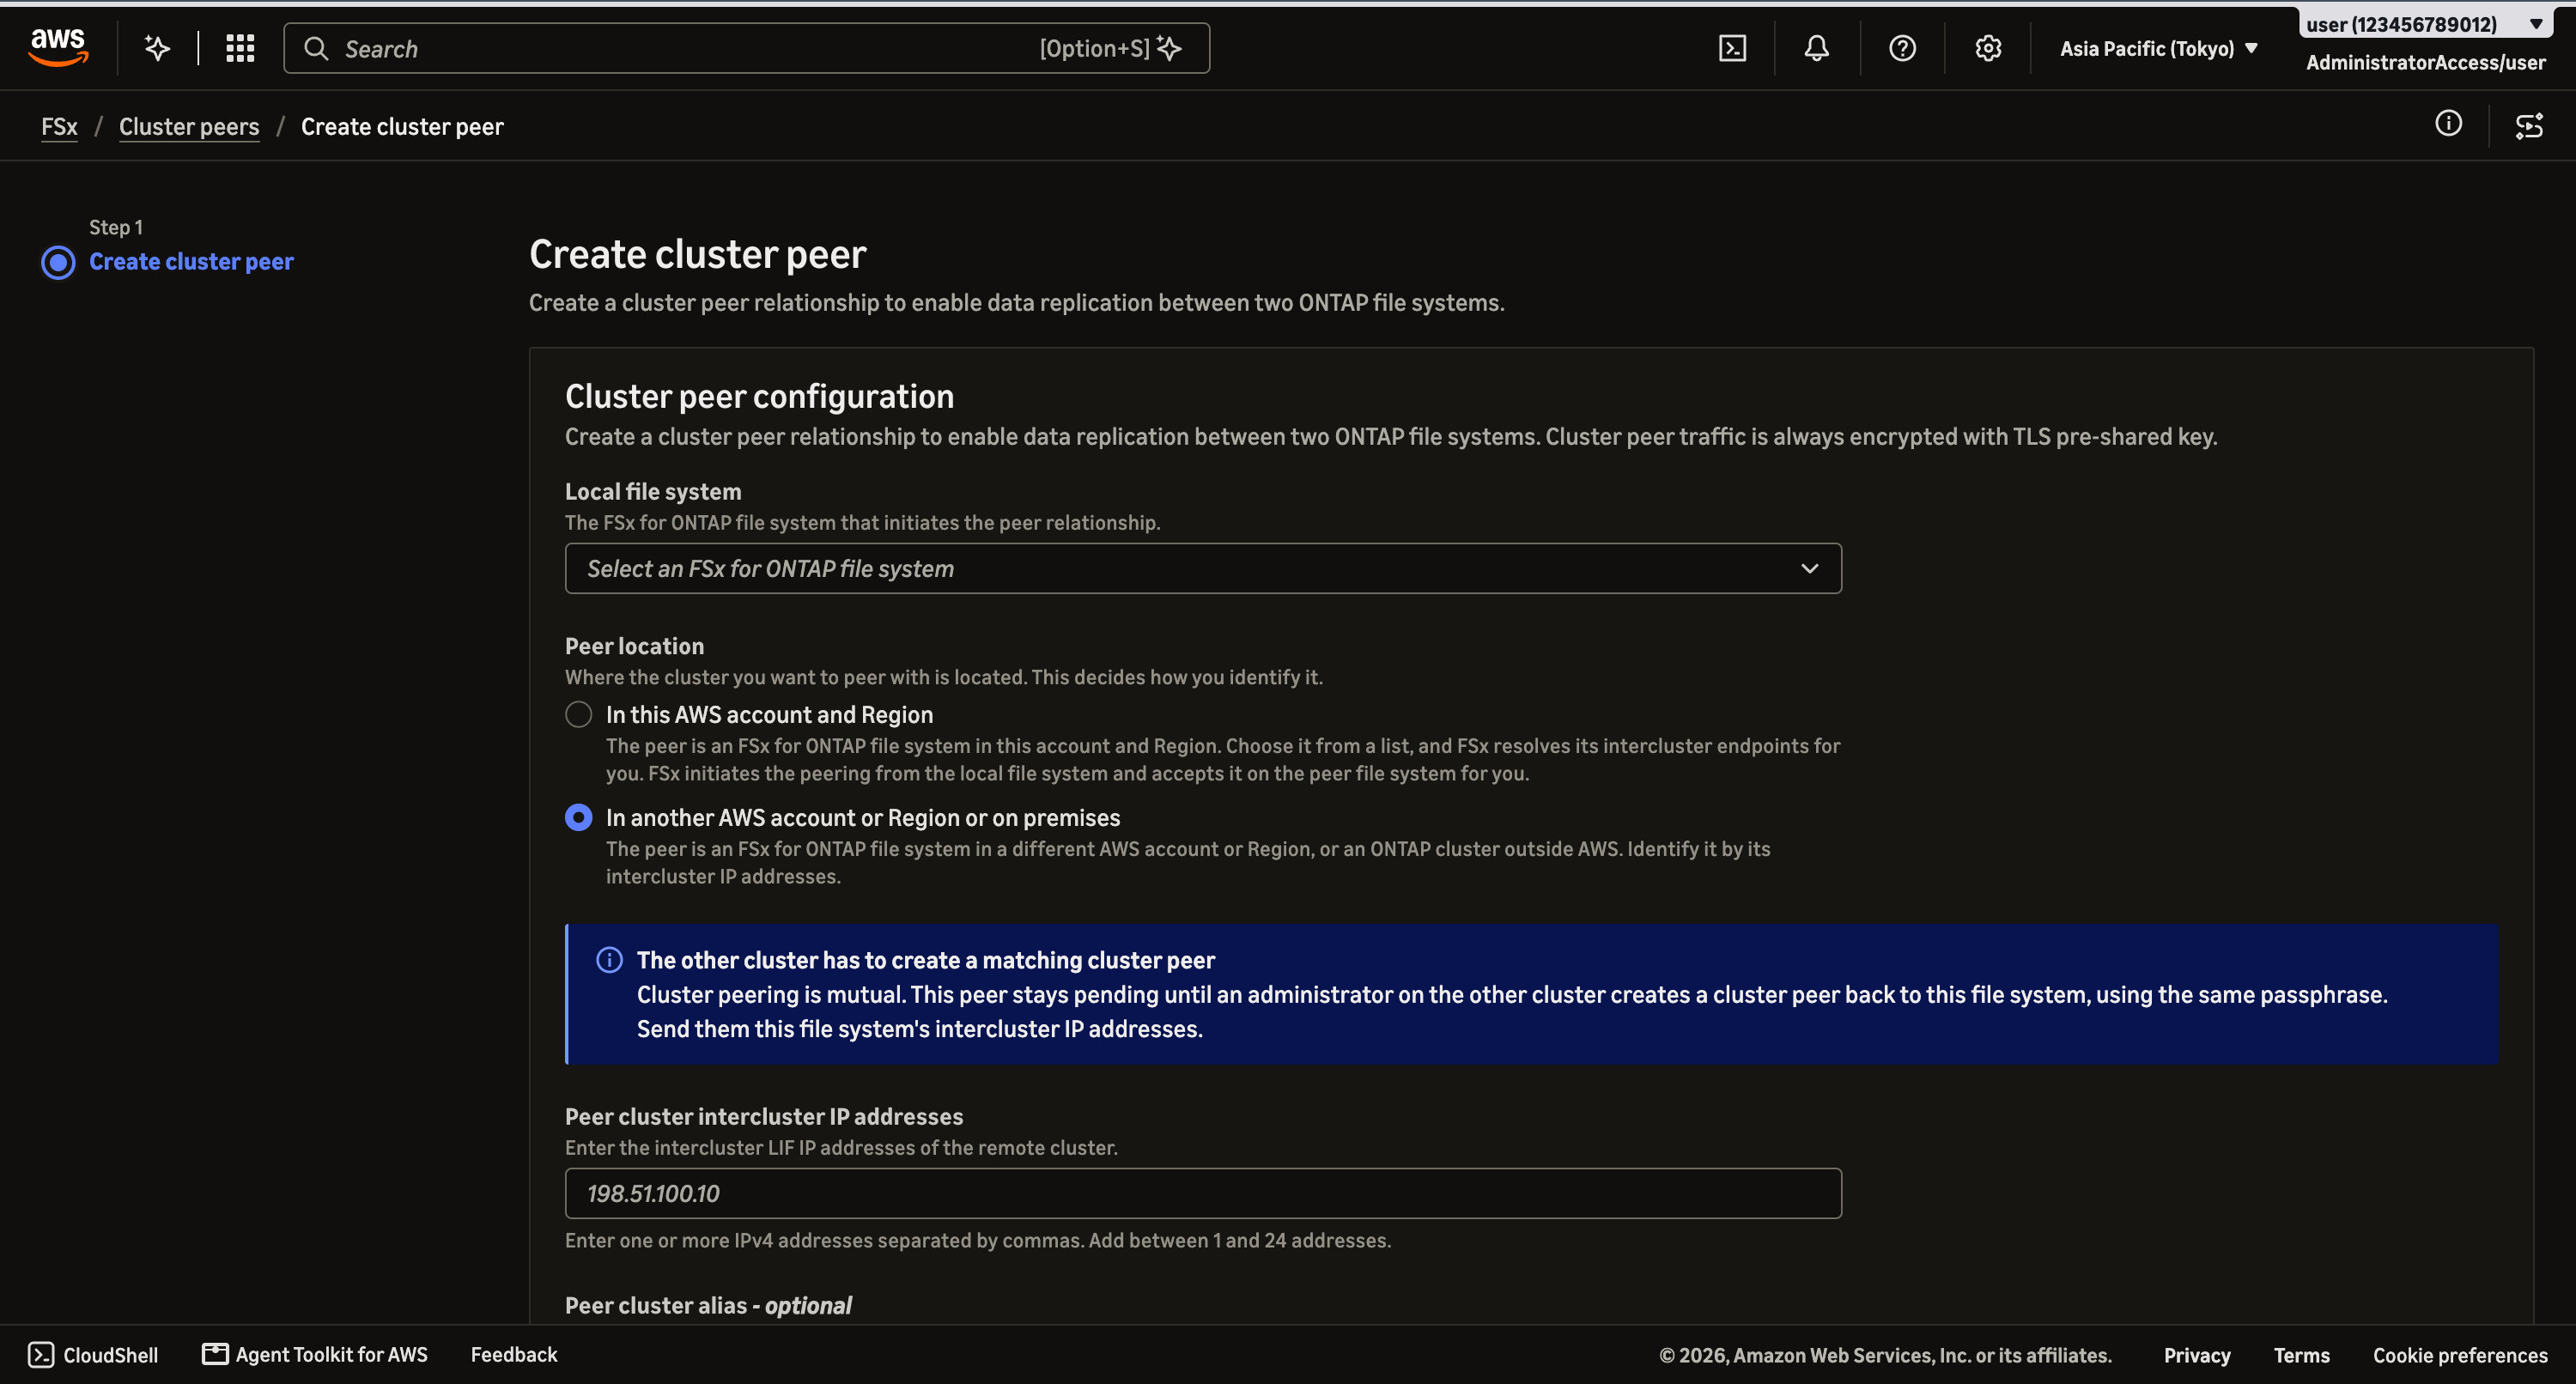 aws
Search
[Option+S]
Asia Pacific (Tokyo)
user (123456789012)
AdministratorAccess/user
FSx / Cluster peers / Create cluster peer
Step 1
Create cluster peer
Create cluster peer
Create a cluster peer relationship to enable data replication between two ONTAP file systems.
Cluster peer configuration
Create a cluster peer relationship to enable data replication between two ONTAP file systems. Cluster peer traffic is always encrypted with TLS pre-shared key.
Local file system
The FSx for ONTAP file system that initiates the peer relationship.
Select an FSx for ONTAP file system
Peer location
Where the cluster you want to peer with is located. This decides how you identify it.
In this AWS account and Region
The peer is an FSx for ONTAP file system in this account and Region. Choose it from a list, and FSx resolves its intercluster endpoints for
you. FSx initiates the peering from the local file system and accepts it on the peer file system for you.
In another AWS account or Region or on premises
The peer is an FSx for ONTAP file system in a different AWS account or Region, or an ONTAP cluster outside AWS. Identify it by its
intercluster IP addresses.
The other cluster has to create a matching cluster peer
Cluster peering is mutual. This peer stays pending until an administrator on the other cluster creates a cluster peer back to this file system, using the same passphrase.
Send them this file system's intercluster IP addresses.
Peer cluster intercluster IP addresses
Enter the intercluster LIF IP addresses of the remote cluster.
198.51.100.10
Enter one or more IPv4 addresses separated by commas. Add between 1 and 24 addresses.
Peer cluster alias - optional
CloudShell
Agent Toolkit for AWS
Feedback
© 2026, Amazon Web Services, Inc. or its affiliates.
Privacy
Terms
Cookie preferences